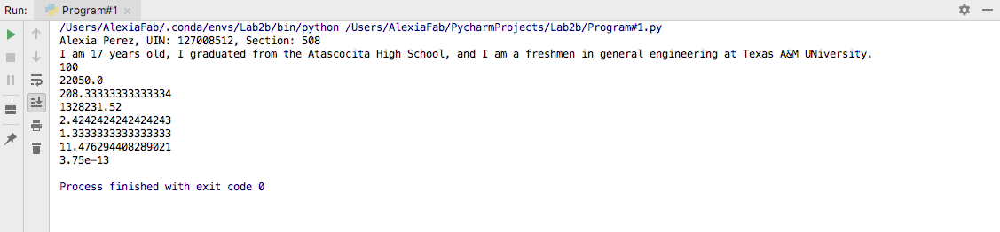 Run: Program#1
/Users/AlexiaFab/.conda/envs/Lab2b/bin/python /Users/AlexiaFab/PycharmProjects/Lab2b/Program#1.py
Alexia Perez, UIN: 127008512, Section: 508
I am 17 years old, I graduated from the Atascocita High School, and I am a freshmen in general engineering at Texas A&M UNiversity.
100
22050.0
208.33333333333334
1328231.52
2.4242424242424243
1.3333333333333333
11.476294408289021
3.75e-13
Process finished with exit code 0